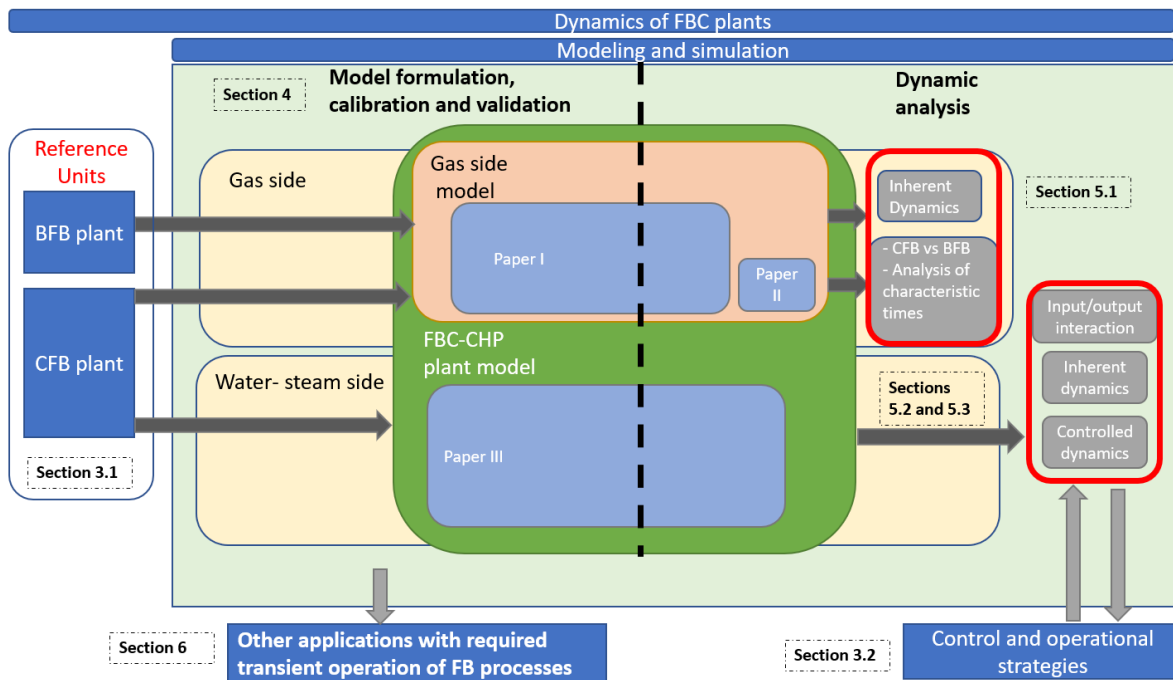 Dynamics of FBC plants
Modeling and simulation
Section 4
Model formulation,
calibration and validation
Dynamic
analysis
Reference
Units
BFB plant
CFB plant
Section 3.1
Gas side
Gas side
model
Paper I
Paper
II
Inherent
Dynamics
- CFB vs BFB
- Analysis of
characteristic
times
Section 5.1
FBC-CHP
plant model
Water- steam side
Paper III
Sections
5.2 and 5.3
Input/output
interaction
Inherent
dynamics
Controlled
dynamics
Section 6
Other applications with required
transient operation of FB processes
Section 3.2
Control and operational
strategies